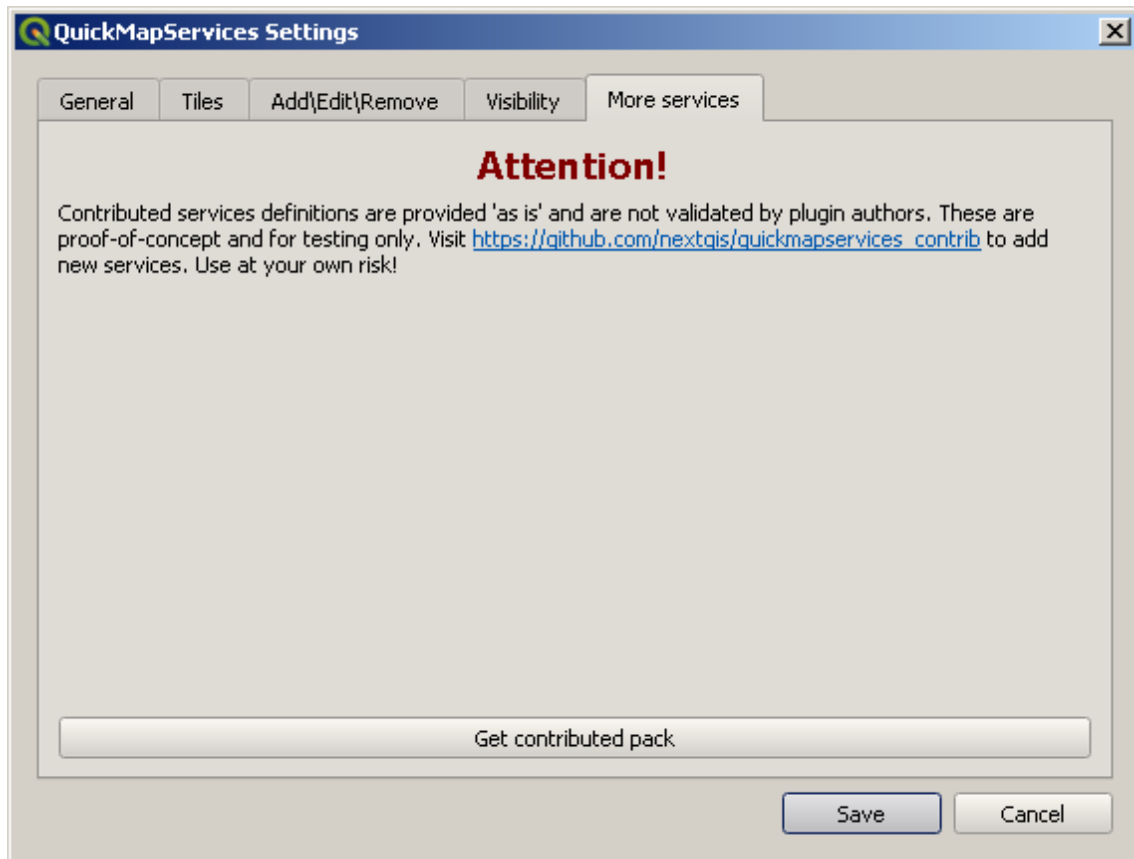 QuickMapServices Settings
General Tiles Add\Edit\Remove Visibility More services
Attention!
Contributed services definitions are provided 'as is' and are not validated by plugin authors. These are
proof-of-concept and for testing only. Visit https://github.com/nextgis/quickmapservices_contrib to add
new services. Use at your own risk!
Get contributed pack
Save Cancel